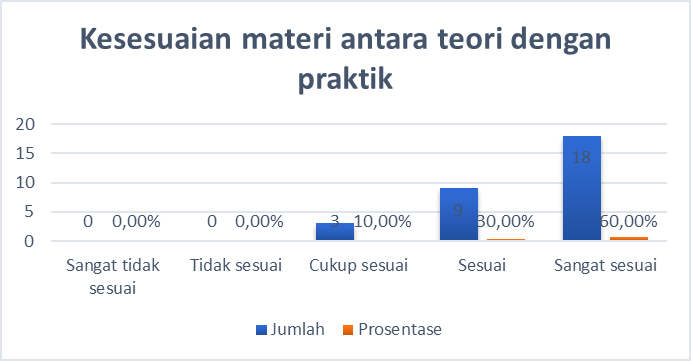 Kesesuaian materi antara teori dengan
praktik
20
15
10
5
0
0 0,00% 0 0,00% 3 10,00% 9 30,00% 18 60,00%
Sangat tidak
sesuai
Tidak sesuai
Cukup sesuai
Sesuai
Sangat sesuai
Jumlah Prosentase